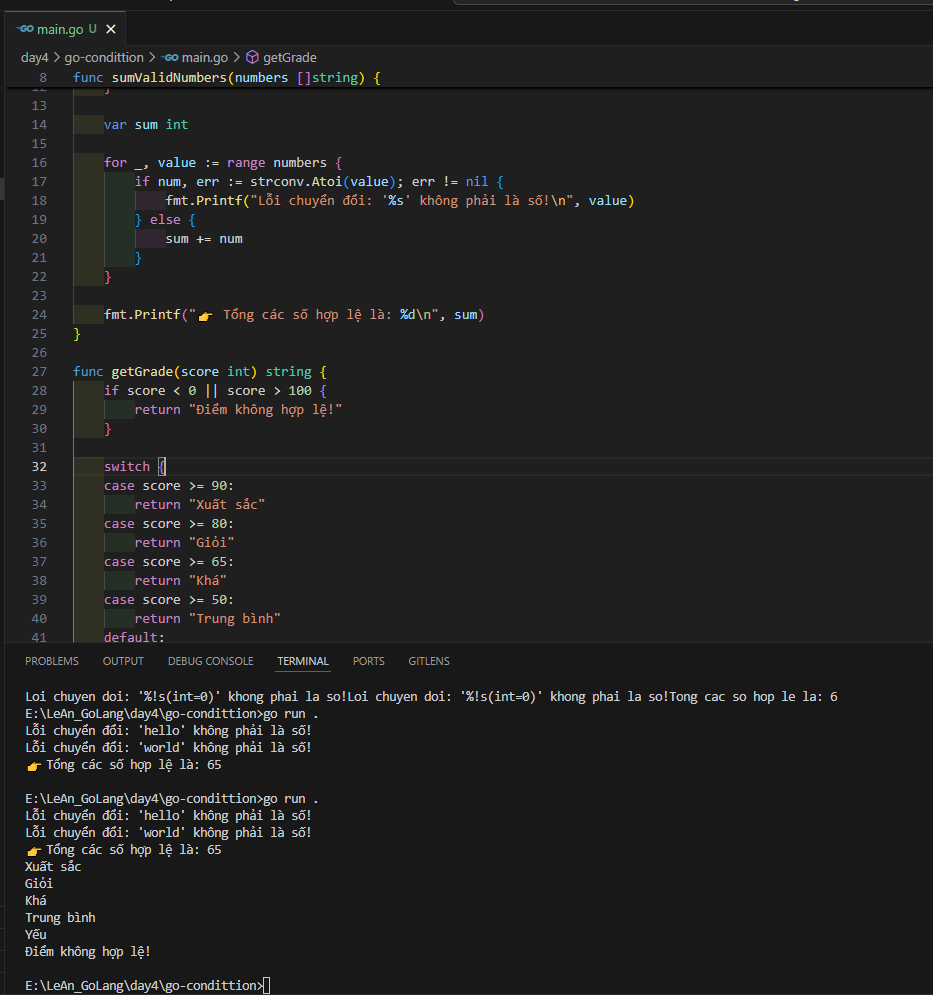 main.go U
day4 > go-condittion > main.go > getGrade
8 func sumValidNumbers(numbers []string) {
12 }
13
14 var sum int
15
16 for _, value := range numbers {
17 if num, err := strconv.Atoi(value); err != nil {
18 fmt.Printf("Lỗi chuyển đổi: '%s' không phải là số!\n", value)
19 } else {
20 sum += num
21 }
22 }
23
24 fmt.Printf("👉 Tổng các số hợp lệ là: %d\n", sum)
25 }
26
27 func getGrade(score int) string {
28 if score < 0 || score > 100 {
29 return "Điểm không hợp lệ!"
30 }
31
32 switch {
33 case score >= 90:
34 return "Xuất sắc"
35 case score >= 80:
36 return "Giỏi"
37 case score >= 65:
38 return "Khá"
39 case score >= 50:
40 return "Trung bình"
41 default:
PROBLEMS OUTPUT DEBUG CONSOLE TERMINAL PORTS GITLENS
Loi chuyen doi: '%!s(int=0)' khong phai la so!Loi chuyen doi: '%!s(int=0)' khong phai la so!Tong cac so hop le la: 6
E:\LeAn_GoLang\day4\go-condittion>go run .
Lỗi chuyển đổi: 'hello' không phải là số!
Lỗi chuyển đổi: 'world' không phải là số!
👉 Tổng các số hợp lệ là: 65
E:\LeAn_GoLang\day4\go-condittion>go run .
Lỗi chuyển đổi: 'hello' không phải là số!
Lỗi chuyển đổi: 'world' không phải là số!
👉 Tổng các số hợp lệ là: 65
Xuất sắc
Giỏi
Khá
Trung bình
Yếu
Điểm không hợp lệ!
E:\LeAn_GoLang\day4\go-condittion>